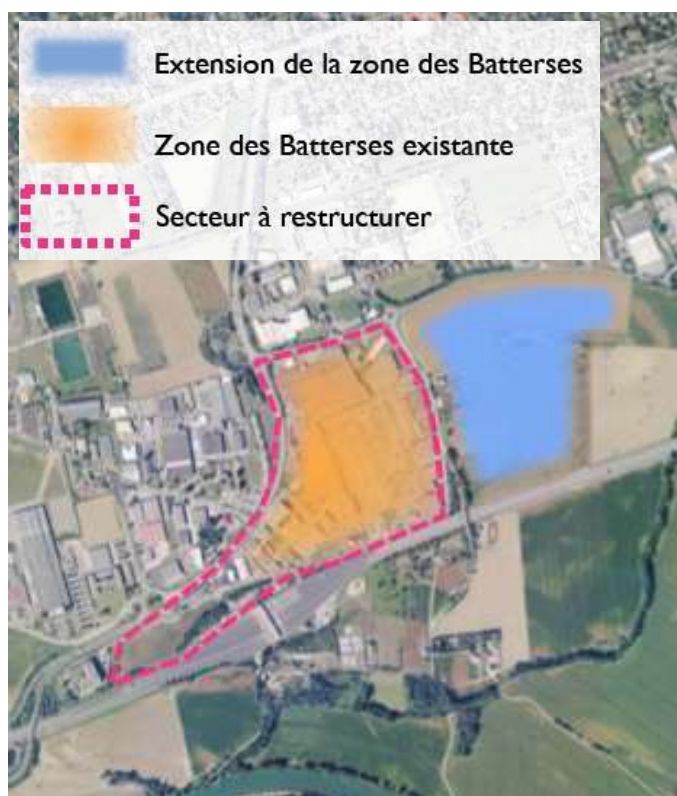 Extension de la zone des Batterses
Zone des Batterses existante
Secteur à restructurer